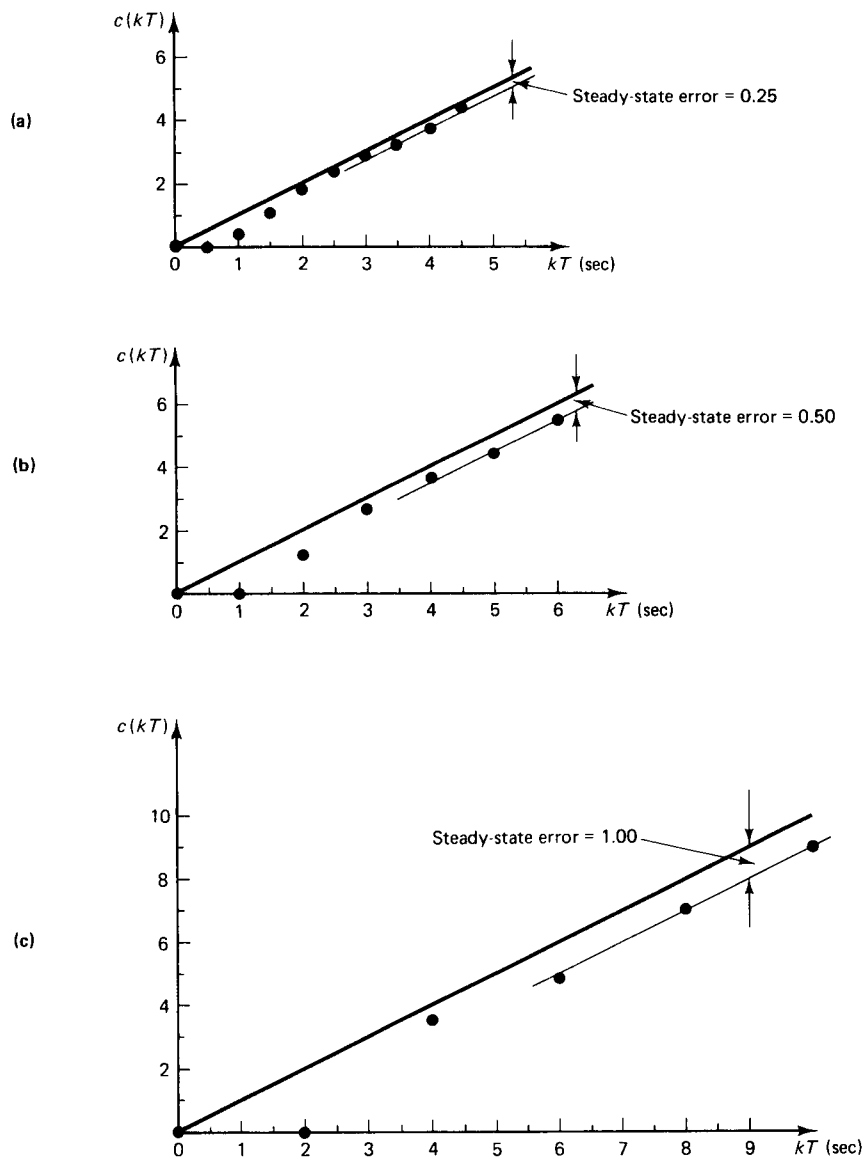 (a)
c(kT)
6
4
2
Steady-state error = 0.25
0 1 2 3 4 5 kT (sec)
(b)
c(kT)
6
4
2
Steady-state error = 0.50
0 1 2 3 4 5 6 kT (sec)
(c)
c(kT)
10
8
6
4
2
Steady-state error = 1.00
0 1 2 3 4 5 6 7 8 9 kT (sec)